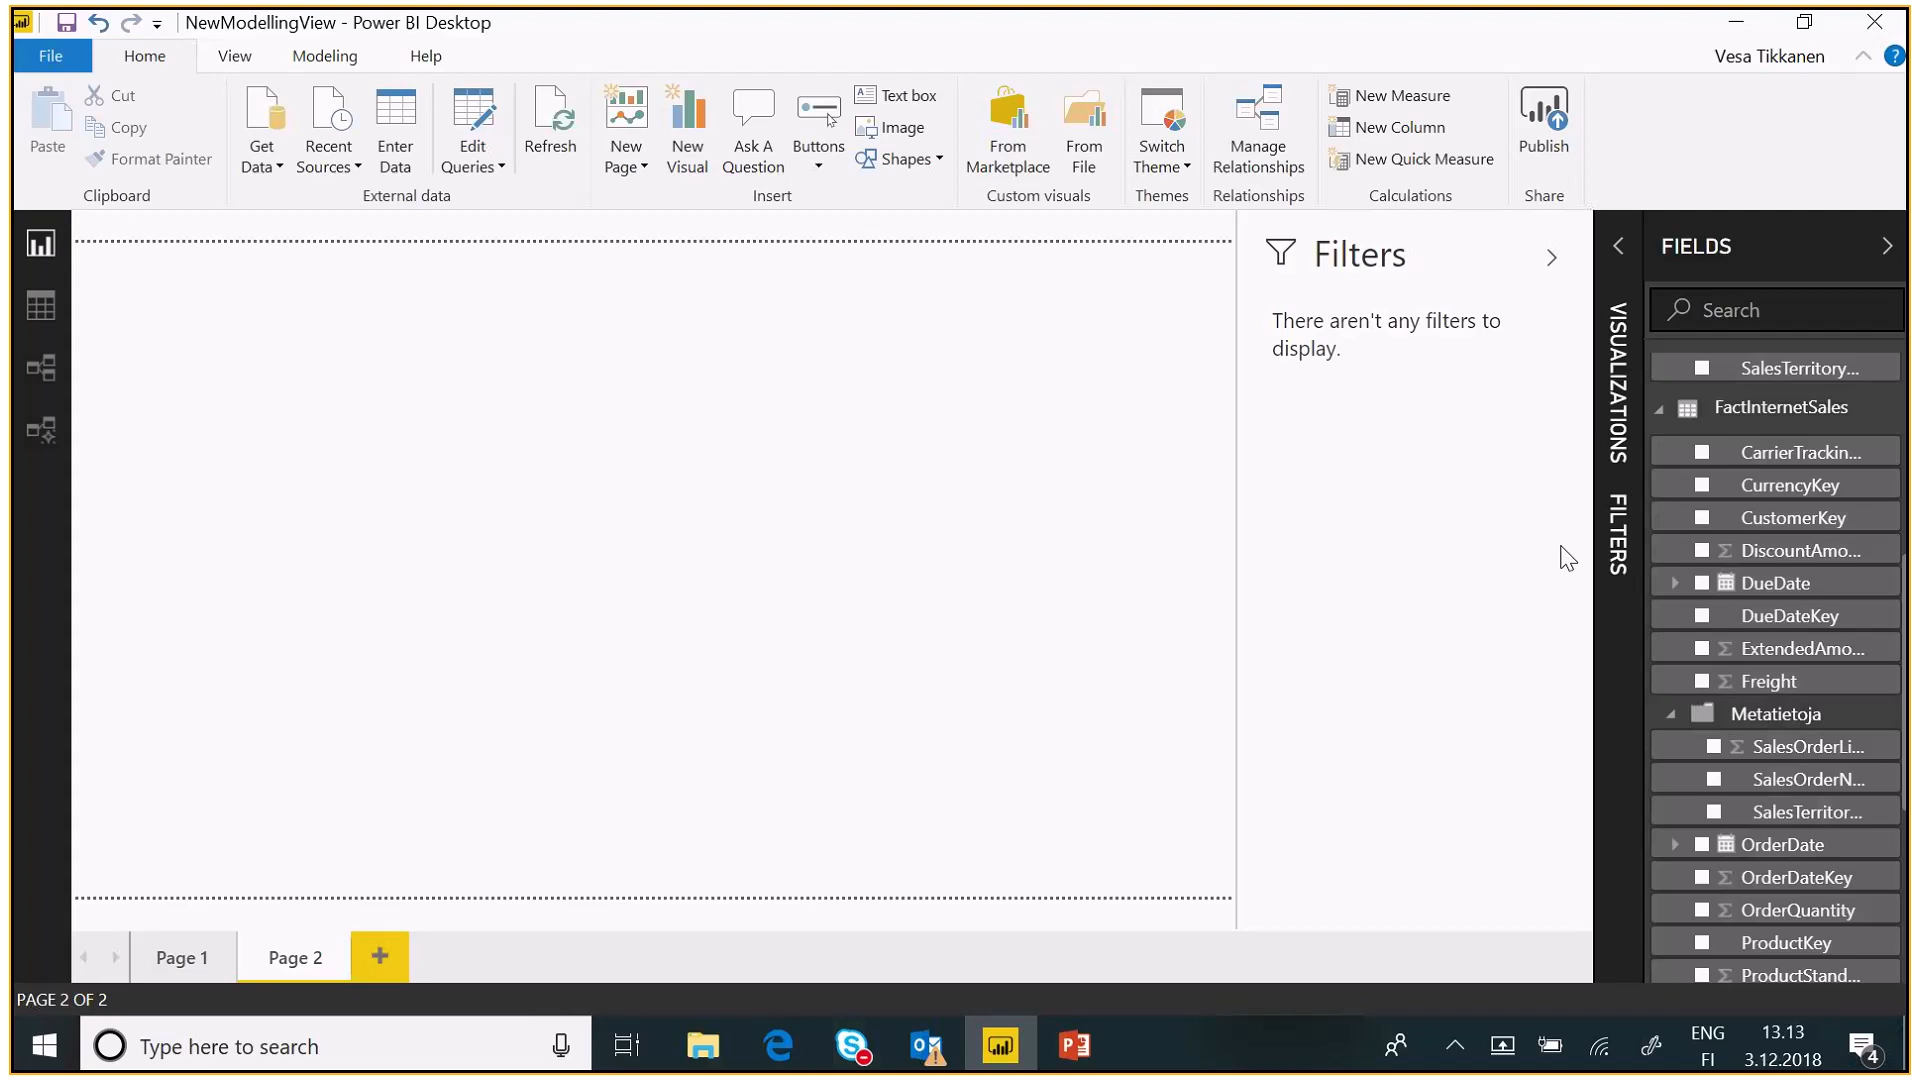 NewModellingView - Power BI Desktop
File Home View Modeling Help Vesa Tikkanen ?
Paste
Cut
Copy
Format Painter
Clipboard
Get Data
Recent Sources
Enter Data
Edit Queries
Refresh
External data
New Page
New Visual
Ask A Question
Buttons
Text box
Image
Shapes
Insert
From Marketplace
From File
Custom visuals
Switch Theme
Themes
Manage Relationships
Relationships
New Measure
New Column
New Quick Measure
Calculations
Publish
Share
Filters
There aren't any filters to
display.
VISUALIZATIONS
FILTERS
FIELDS
Search
SalesTerritory...
FactInternetSales
CarrierTrackin...
CurrencyKey
CustomerKey
DiscountAmo...
DueDate
DueDateKey
ExtendedAmo...
Freight
Metatietoja
SalesOrderLi...
SalesOrderN...
SalesTerritor...
OrderDate
OrderDateKey
OrderQuantity
ProductKey
ProductStand...
Page 1 Page 2 +
PAGE 2 OF 2
Type here to search
ENG
FI
13.13
3.12.2018
4